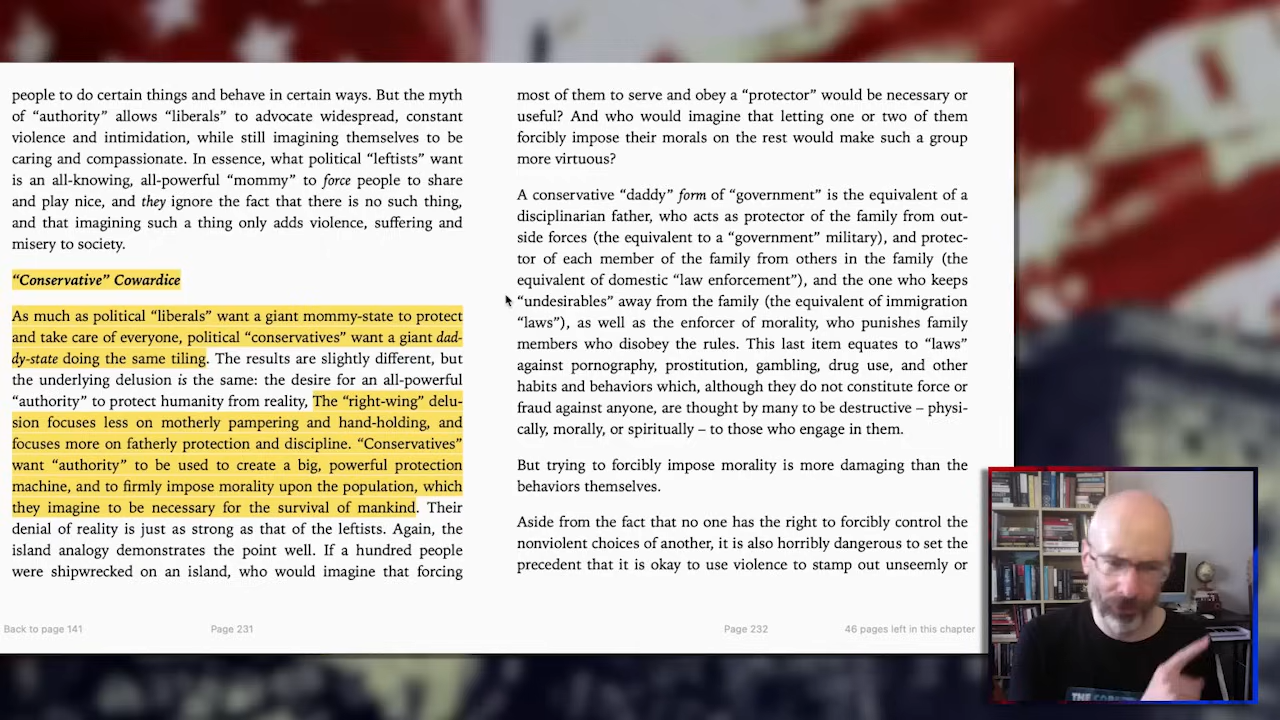 people to do certain things and behave in certain ways. But the myth
of “authority” allows “liberals” to advocate widespread, constant
violence and intimidation, while still imagining themselves to be
caring and compassionate. In essence, what political “leftists” want
is an all-knowing, all-powerful “mommy” to force people to share
and play nice, and they ignore the fact that there is no such thing,
and that imagining such a thing only adds violence, suffering and
misery to society.
“Conservative” Cowardice
As much as political “liberals” want a giant mommy-state to protect
and take care of everyone, political “conservatives” want a giant dad-
dy-state doing the same tiling. The results are slightly different, but
the underlying delusion is the same: the desire for an all-powerful
“authority” to protect humanity from reality, The “right-wing” delu-
sion focuses less on motherly pampering and hand-holding, and
focuses more on fatherly protection and discipline. “Conservatives”
want “authority” to be used to create a big, powerful protection
machine, and to firmly impose morality upon the population, which
they imagine to be necessary for the survival of mankind. Their
denial of reality is just as strong as that of the leftists. Again, the
island analogy demonstrates the point well. If a hundred people
were shipwrecked on an island, who would imagine that forcing
Back to page 141
Page 231
most of them to serve and obey a “protector” would be necessary or
useful? And who would imagine that letting one or two of them
forcibly impose their morals on the rest would make such a group
more virtuous?
A conservative “daddy” form of “government” is the equivalent of a
disciplinarian father, who acts as protector of the family from out-
side forces (the equivalent to a “government” military), and protec-
tor of each member of the family from others in the family (the
equivalent of domestic “law enforcement”), and the one who keeps
“undesirables” away from the family (the equivalent of immigration
“laws”), as well as the enforcer of morality, who punishes family
members who disobey the rules. This last item equates to “laws”
against pornography, prostitution, gambling, drug use, and other
habits and behaviors which, although they do not constitute force or
fraud against anyone, are thought by many to be destructive – physi-
cally, morally, or spiritually – to those who engage in them.
But trying to forcibly impose morality is more damaging than the
behaviors themselves.
Aside from the fact that no one has the right to forcibly control the
nonviolent choices of another, it is also horribly dangerous to set the
precedent that it is okay to use violence to stamp out unseemly or
Page 232
46 pages left in this chapter
THE